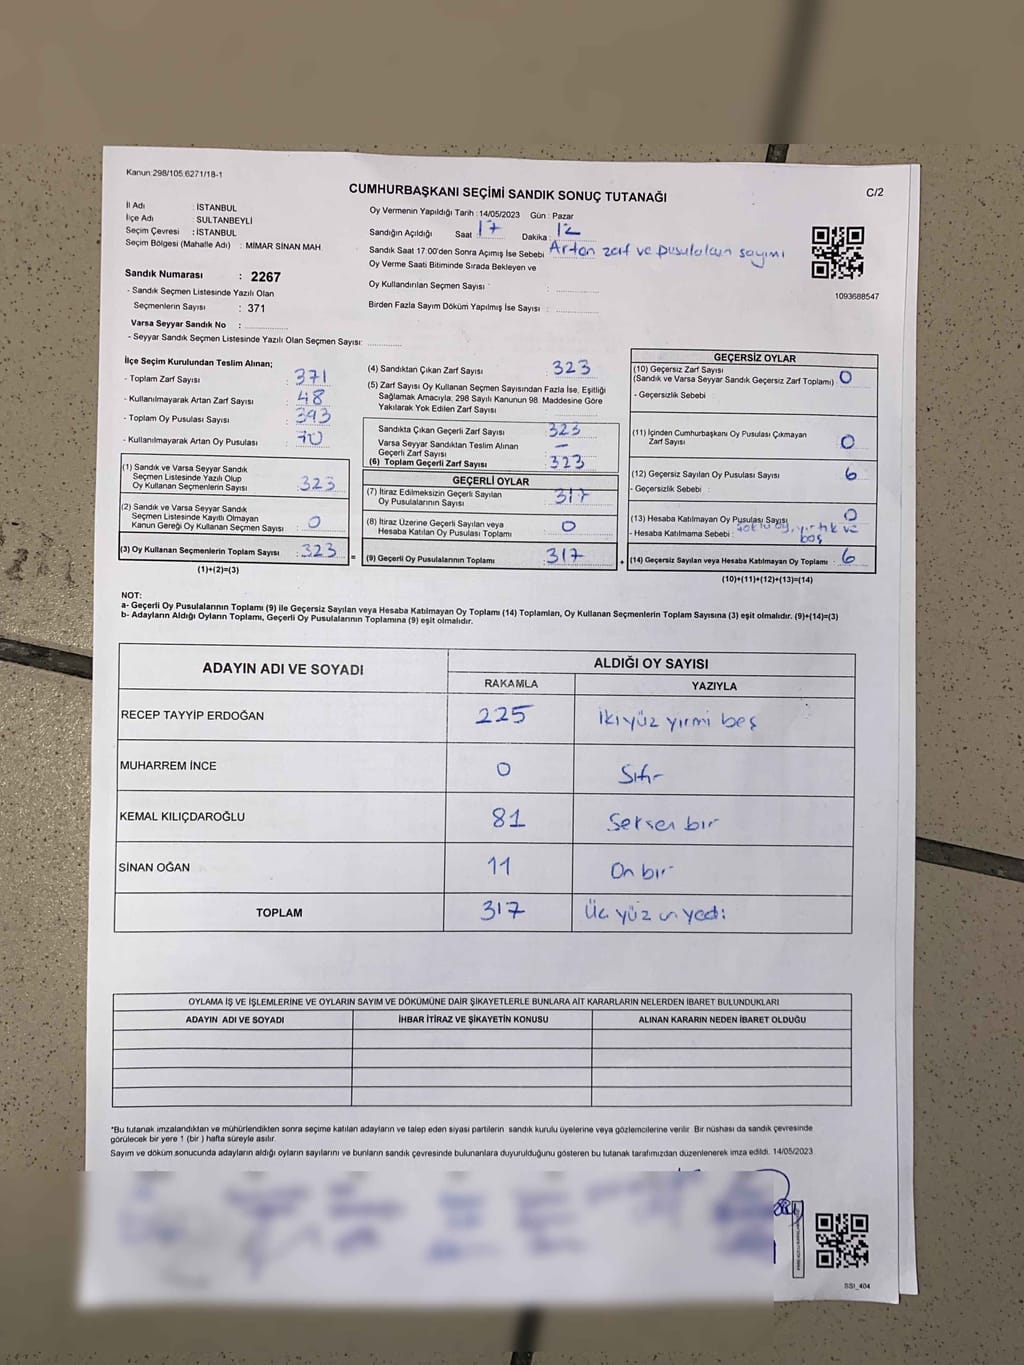 Kanun:298/105.6271/18-1
CUMHURBAŞKANI SEÇİMİ SANDIK SONUÇ TUTANAĞI
C/2
İl Adı : İSTANBUL
İlçe Adı : SULTANBEYLİ
Seçim Çevresi : İSTANBUL
Seçim Bölgesi (Mahalle Adı) : MİMAR SİNAN MAH.
Oy Vermenin Yapıldığı Tarih :14/05/2023 Gün : Pazar
Sandığın Açıldığı Saat 17 Dakika : 12
Sandık Saat 17:00'den Sonra Açımış İse Sebebi : Artan zarf ve pusulaların sayımı
Oy Verme Saati Bitiminde Sırada Bekleyen ve
Oy Kullandırılan Seçmen Sayısı :
Birden Fazla Sayım Döküm Yapılmış İse Sayısı :
1093688547
Sandık Numarası : 2267
- Sandık Seçmen Listesinde Yazılı Olan
Seçmenlerin Sayısı : 371
Varsa Seyyar Sandık No :
- Seyyar Sandık Seçmen Listesinde Yazılı Olan Seçmen Sayısı:
İlçe Seçim Kurulundan Teslim Alınan;
- Toplam Zarf Sayısı : 371
- Kullanılmayarak Artan Zarf Sayısı : 48
- Toplam Oy Pusulası Sayısı : 393
- Kullanılmayarak Artan Oy Pusulası : 70
(1) Sandık ve Varsa Seyyar Sandık
Seçmen Listesinde Yazılı Olup
Oy Kullanan Seçmenlerin Sayısı : 323
(2) Sandık ve Varsa Seyyar Sandık
Seçmen Listesinde Kayıtlı Olmayan
Kanun Gereği Oy Kullanan Seçmen Sayısı : 0
(3) Oy Kullanan Seçmenlerin Toplam Sayısı : 323
(1)+(2)=(3)
(4) Sandıktan Çıkan Zarf Sayısı : 323
(5) Zarf Sayısı Oy Kullanan Seçmen Sayısından Fazla İse, Eşitliği
Sağlamak Amacıyla; 298 Sayılı Kanunun 98. Maddesine Göre
Yakılarak Yok Edilen Zarf Sayısı
Sandıkta Çıkan Geçerli Zarf Sayısı : 323
Varsa Seyyar Sandıktan Teslim Alınan
Geçerli Zarf Sayısı : —
(6) Toplam Geçerli Zarf Sayısı : 323
GEÇERLİ OYLAR
(7) İtiraz Edilmeksizin Geçerli Sayılan
Oy Pusulalarının Sayısı : 317
(8) İtiraz Üzerine Geçerli Sayılan veya
Hesaba Katılan Oy Pusulası Toplamı : 0
= (9) Geçerli Oy Pusulalarının Toplamı : 317 +
GEÇERSİZ OYLAR
(10) Geçersiz Zarf Sayısı
(Sandık ve Varsa Seyyar Sandık Geçersiz Zarf Toplamı) : 0
- Geçersizlik Sebebi
(11) İçinden Cumhurbaşkanı Oy Pusulası Çıkmayan
Zarf Sayısı : 0
(12) Geçersiz Sayılan Oy Pusulası Sayısı : 6
- Geçersizlik Sebebi :
(13) Hesaba Katılmayan Oy Pusulası Sayısı : 0
- Hesaba Katılmama Sebebi : oy, yırtık ve
boş
(14) Geçersiz Sayılan veya Hesaba Katılmayan Oy Toplamı : 6
(10)+(11)+(12)+(13)=(14)
NOT:
a- Geçerli Oy Pusulalarının Toplamı (9) ile Geçersiz Sayılan veya Hesaba Katılmayan Oy Toplamı (14) Toplamları, Oy Kullanan Seçmenlerin Toplam Sayısına (3) eşit olmalıdır. (9)+(14)=(3)
b- Adayların Aldığı Oyların Toplamı, Geçerli Oy Pusulalarının Toplamına (9) eşit olmalıdır.
ADAYIN ADI VE SOYADI
ALDIĞI OY SAYISI
RAKAMLA YAZIYLA
RECEP TAYYİP ERDOĞAN 225 ikiyüz yirmi beş
MUHARREM İNCE 0 Sıfır
KEMAL KILIÇDAROĞLU 81 Seksen bir
SİNAN OĞAN 11 On bir
TOPLAM 317 Üç yüz on yedi
OYLAMA İŞ VE İŞLEMLERİNE VE OYLARIN SAYIM VE DÖKÜMÜNE DAİR ŞİKAYETLERLE BUNLARA AİT KARARLARIN NELERDEN İBARET BULUNDUKLARI
ADAYIN ADI VE SOYADI İHBAR İTİRAZ VE ŞİKAYETİN KONUSU ALINAN KARARIN NEDEN İBARET OLDUĞU
*Bu tutanak imzalandıktan ve mühürlendikten sonra seçime katılan adayların ve talep eden siyasi partilerin sandık kurulu üyelerine veya gözlemcilerine verilir. Bir nüshası da sandık çevresinde
görülecek bir yere 1 (bir ) hafta süreyle asılır.
Sayım ve döküm sonucunda adayların aldığı oyların sayılarını ve bunların sandık çevresinde bulunanlara duyurulduğunu gösteren bu tutanak tarafımızdan düzenlenerek imza edildi. 14/05/2023
SSI_404